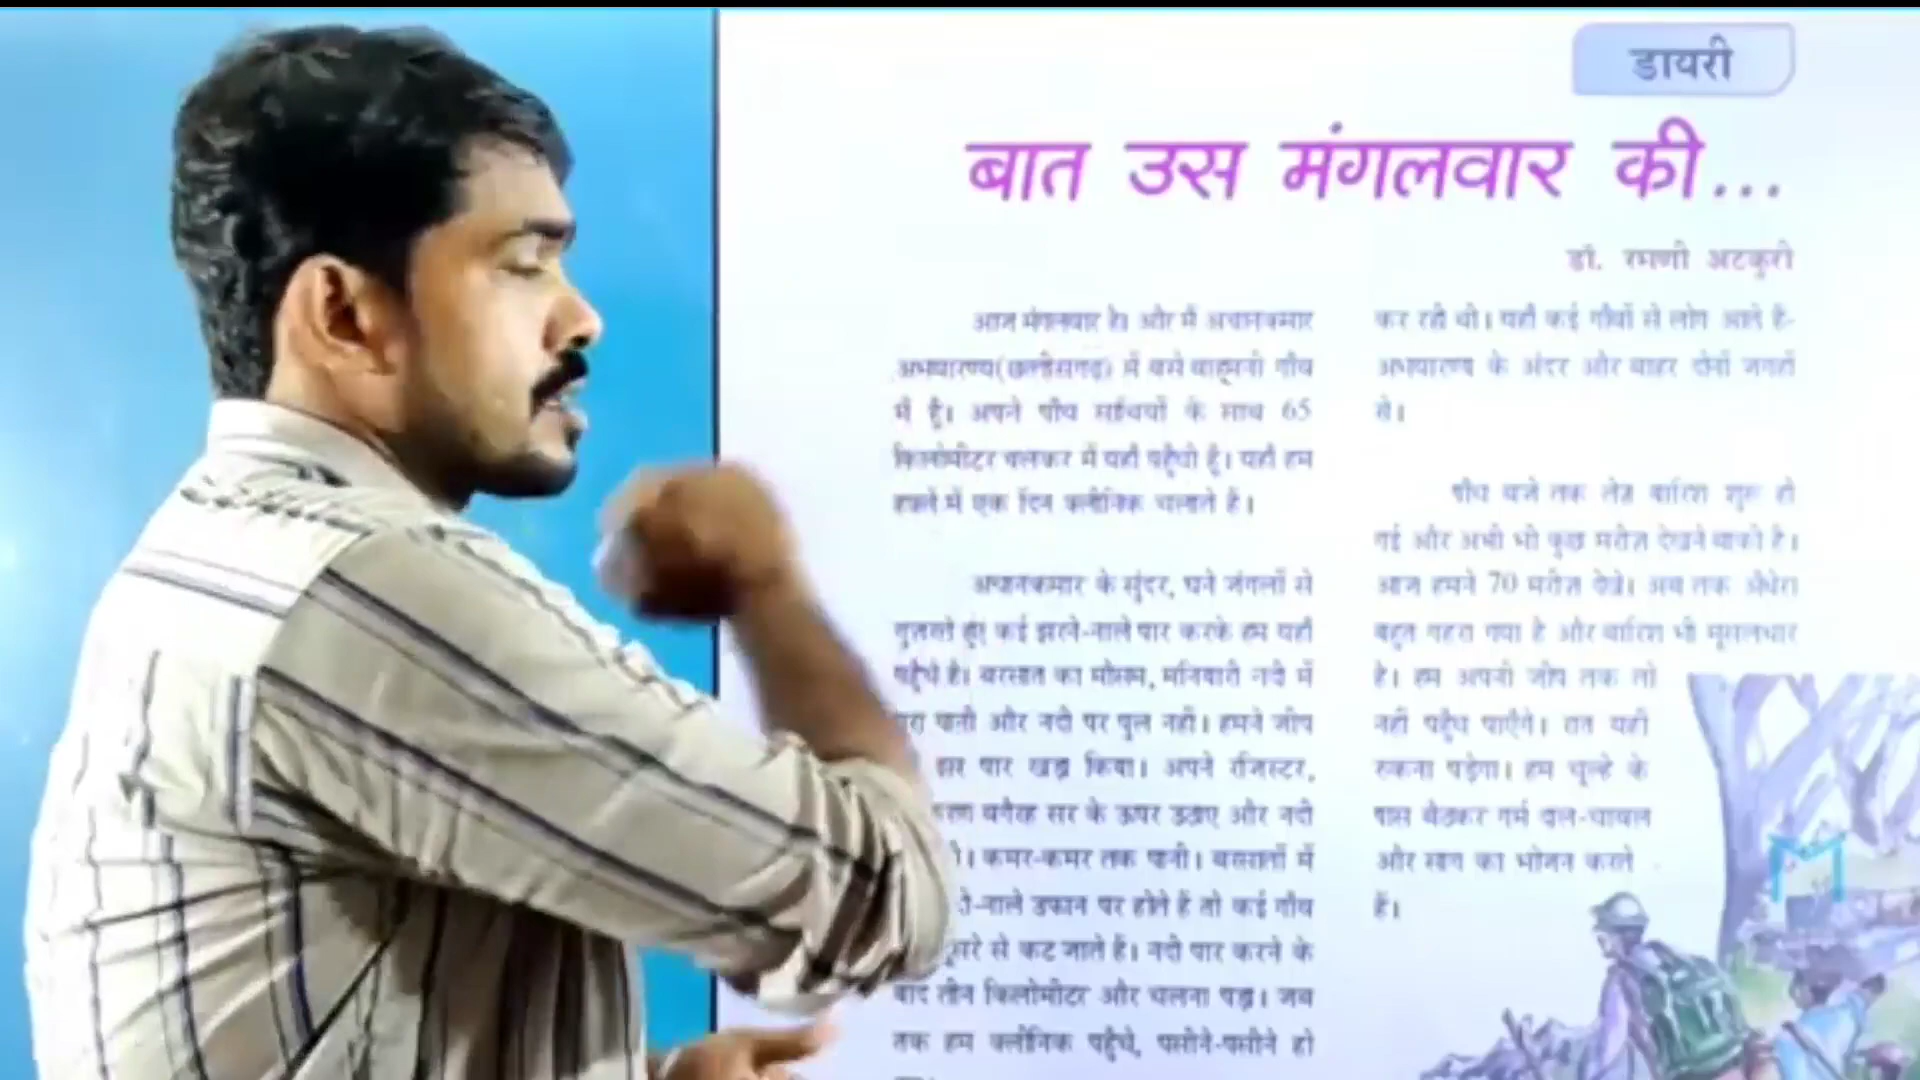 डायरी
बात उस मंगलवार की...
डॉ. रमणी अटकुरी
आज मंगलवार है। और मैं अचानकमार
अभयारण्य(छत्तीसगढ़) में बसे बाहमनी गाँव
में हूँ। अपने पाँच साथियों के साथ 65
किलोमीटर चलकर मैं यहाँ पहुँची हूँ। यहाँ हम
हफ़्ते में एक दिन क्लीनिक चलाते हैं।
अचानकमार के सुंदर, घने जंगलों से
गुज़रते हुए कई झरने-नाले पार करके हम यहाँ
पहुँचे हैं। बरसात का मौसम, मनियारी नदी में
पानी और नदी पर पुल नहीं। हमने जीप
पार खड़ा किया। अपने रजिस्टर,
वगैरह सर के ऊपर उठाए और नदी
कमर-कमर तक पानी। बरसातों में
-नाले उफान पर होते हैं तो कई गाँव
से कट जाते हैं। नदी पार करने के
बाद तीन किलोमीटर और चलना पड़ा। जब
तक हम क्लीनिक पहुँचे, पसीने-पसीने हो
कर रही थी। यहाँ कई गाँवों से लोग आते हैं-
अभयारण्य के अंदर और बाहर दोनों जगहों
से।
पाँच बजे तक तेज़ बारिश शुरू हो
गई और अभी भी कुछ मरीज़ देखने बाकी हैं।
आज हमने 70 मरीज़ देखे। अब तक अँधेरा
बहुत गहरा गया है और बारिश भी मूसलधार
है। हम अपनी जीप तक तो
नहीं पहुँच पाएँगे। रात यहीं
रुकना पड़ेगा। हम चूल्हे के
पास बैठकर गर्म दाल-चावल
और साग का भोजन करते
हैं।
M